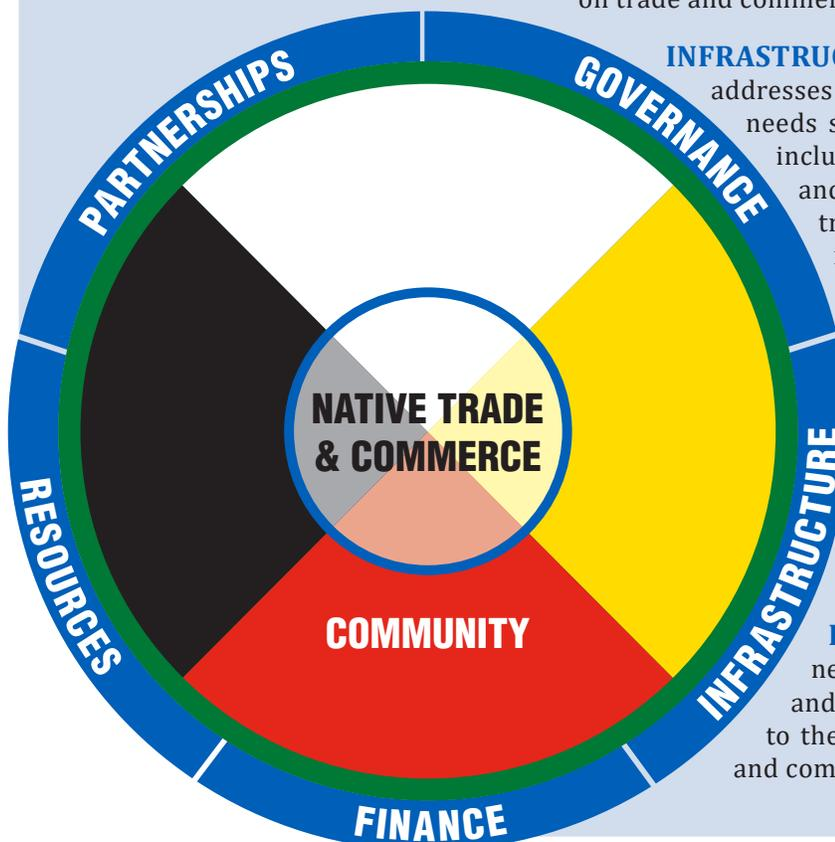 on trade and commer
PARTNERSHIPS
GOVERNANCE
INFRASTRUC
addresses
needs s
inclu
and
tr
NATIVE TRADE
& COMMERCE
RESOURCES
COMMUNITY
INFRASTRUCTURE
FINANCE
ne
and
to the
and com